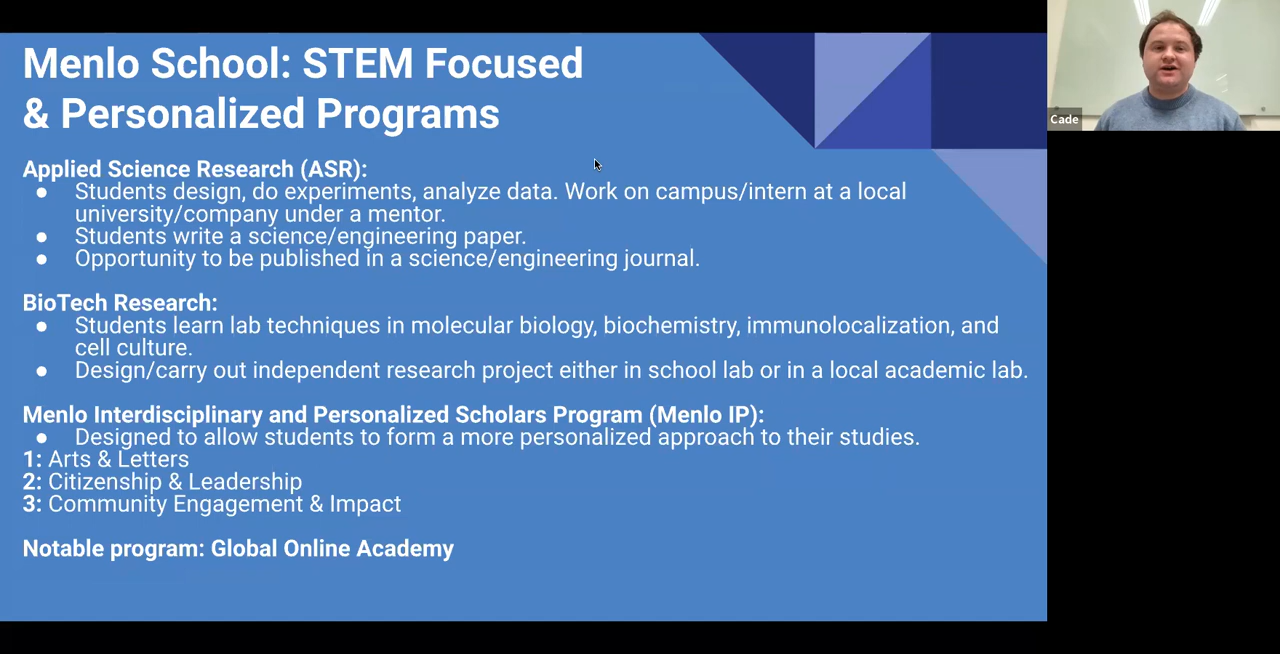 Menlo School: STEM Focused
& Personalized Programs
Applied Science Research (ASR):
● Students design, do experiments, analyze data. Work on campus/intern at a local
university/company under a mentor.
● Students write a science/engineering paper.
● Opportunity to be published in a science/engineering journal.
BioTech Research:
● Students learn lab techniques in molecular biology, biochemistry, immunolocalization, and
cell culture.
● Design/carry out independent research project either in school lab or in a local academic lab.
Menlo Interdisciplinary and Personalized Scholars Program (Menlo IP):
● Designed to allow students to form a more personalized approach to their studies.
1: Arts & Letters
2: Citizenship & Leadership
3: Community Engagement & Impact
Notable program: Global Online Academy
Cade